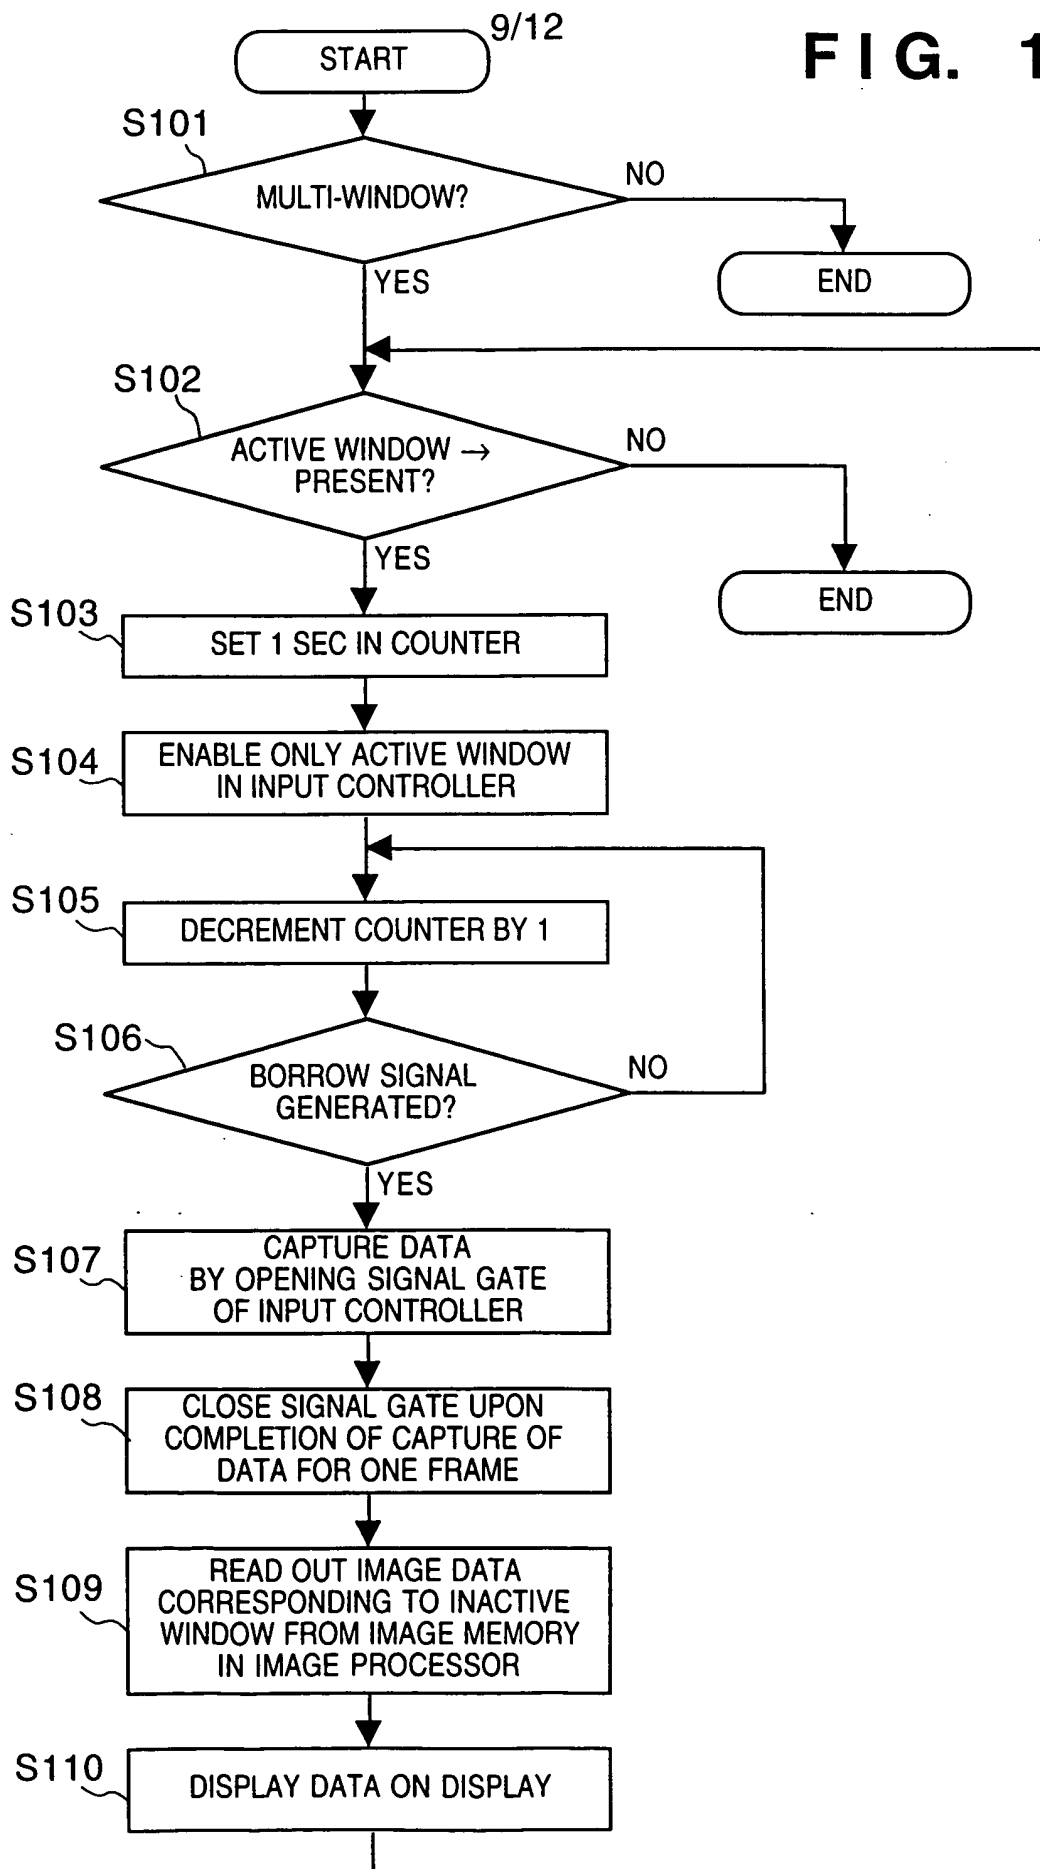 9/12
FIG. 1
START
S101
MULTI-WINDOW?
NO
END
YES
S102
ACTIVE WINDOW →
PRESENT?
NO
END
YES
S103
SET 1 SEC IN COUNTER
S104
ENABLE ONLY ACTIVE WINDOW
IN INPUT CONTROLLER
S105
DECREMENT COUNTER BY 1
S106
BORROW SIGNAL
GENERATED?
NO
YES
S107
CAPTURE DATA
BY OPENING SIGNAL GATE
OF INPUT CONTROLLER
S108
CLOSE SIGNAL GATE UPON
COMPLETION OF CAPTURE OF
DATA FOR ONE FRAME
S109
READ OUT IMAGE DATA
CORRESPONDING TO INACTIVE
WINDOW FROM IMAGE MEMORY
IN IMAGE PROCESSOR
S110
DISPLAY DATA ON DISPLAY